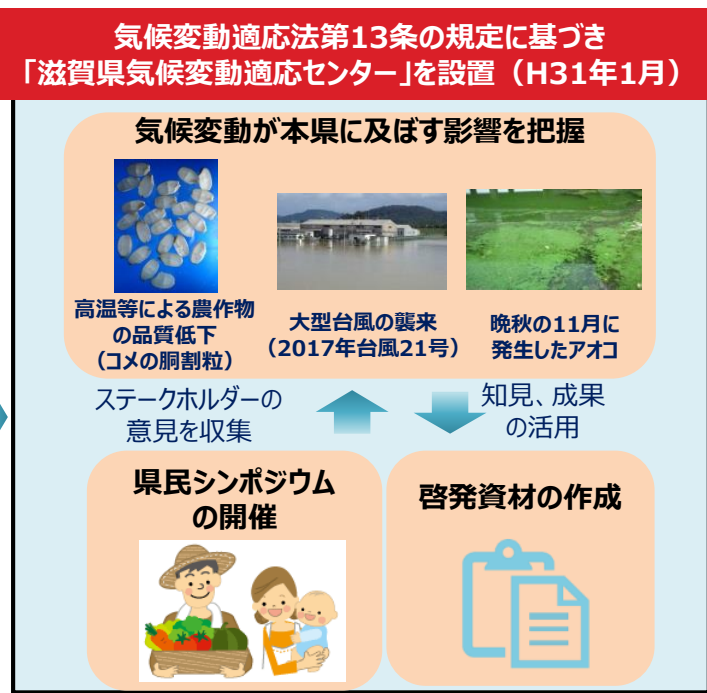 気候変動適応法第13条の規定に基づき
「滋賀県気候変動適応センター」を設置（H31年1月）
気候変動が本県に及ぼす影響を把握
高温等による農作物
の品質低下
（コメの胴割粒）
大型台風の襲来
（2017年台風21号）
晩秋の11月に
発生したアオコ
ステークホルダーの
意見を収集
知見、成果
の活用
県民シンポジウム
の開催
啓発資材の作成